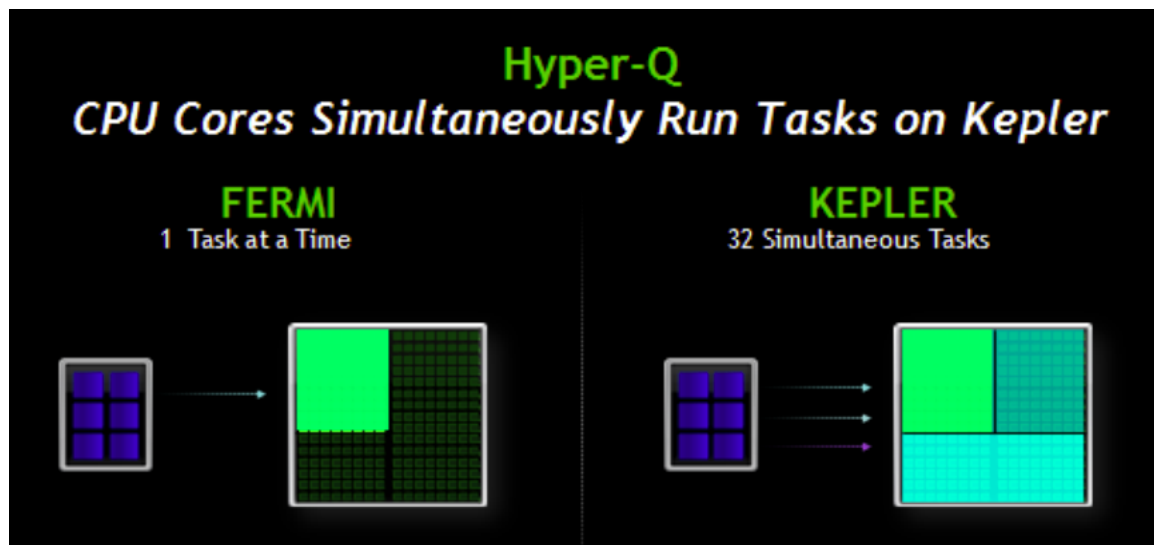 Hyper-Q
CPU Cores Simultaneously Run Tasks on Kepler
FERMI
1 Task at a Time
KEPLER
32 Simultaneous Tasks